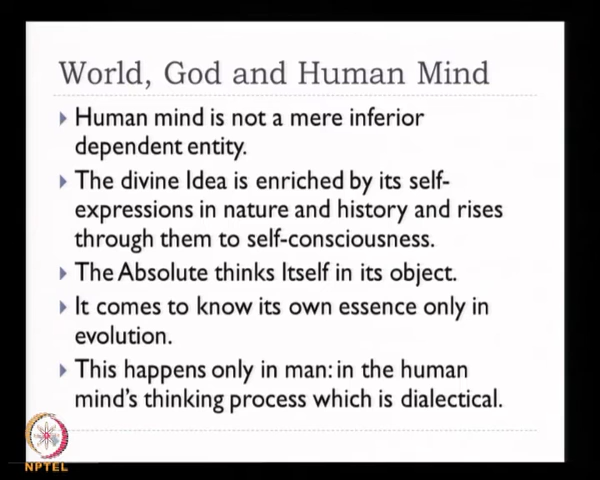 World, God and Human Mind
Human mind is not a mere inferior
dependent entity.
The divine Idea is enriched by its self-
expressions in nature and history and rises
through them to self-consciousness.
The Absolute thinks Itself in its object.
It comes to know its own essence only in
evolution.
This happens only in man: in the human
mind's thinking process which is dialectical.
NPTEL